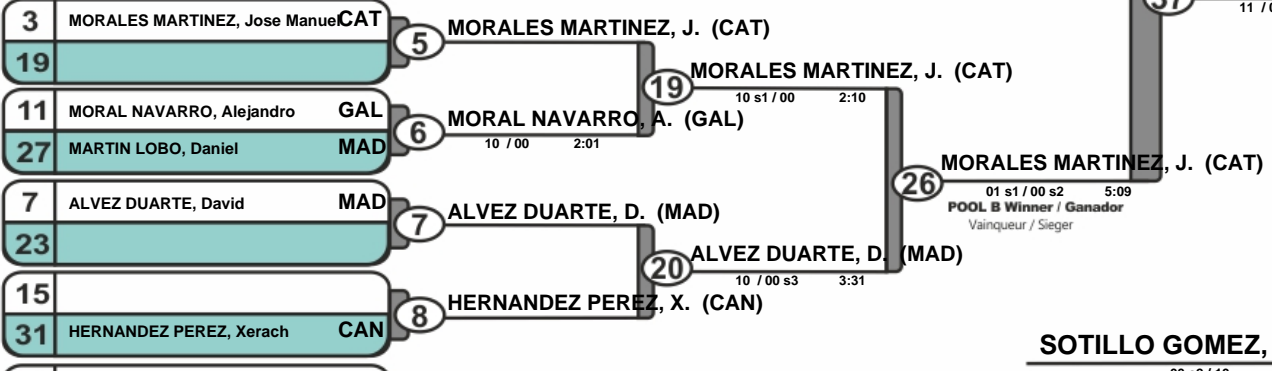 3 MORALES MARTINEZ, Jose Manuel CAT
19
5
MORALES MARTINEZ, J. (CAT)
11 MORAL NAVARRO, Alejandro GAL
27 MARTIN LOBO, Daniel MAD
6
MORAL NAVARRO, A. (GAL)
10 / 00 2:01
19
MORALES MARTINEZ, J. (CAT)
10 s1 / 00 2:10
7 ALVEZ DUARTE, David MAD
23
7
ALVEZ DUARTE, D. (MAD)
15
31 HERNANDEZ PEREZ, Xerach CAN
8
HERNANDEZ PEREZ, X. (CAN)
20
ALVEZ DUARTE, D. (MAD)
10 / 00 s3 3:31
26
MORALES MARTINEZ, J. (CAT)
01 s1 / 00 s2 5:09
POOL B Winner / Ganador
Vainqueur / Sieger
SOTILLO GOMEZ,